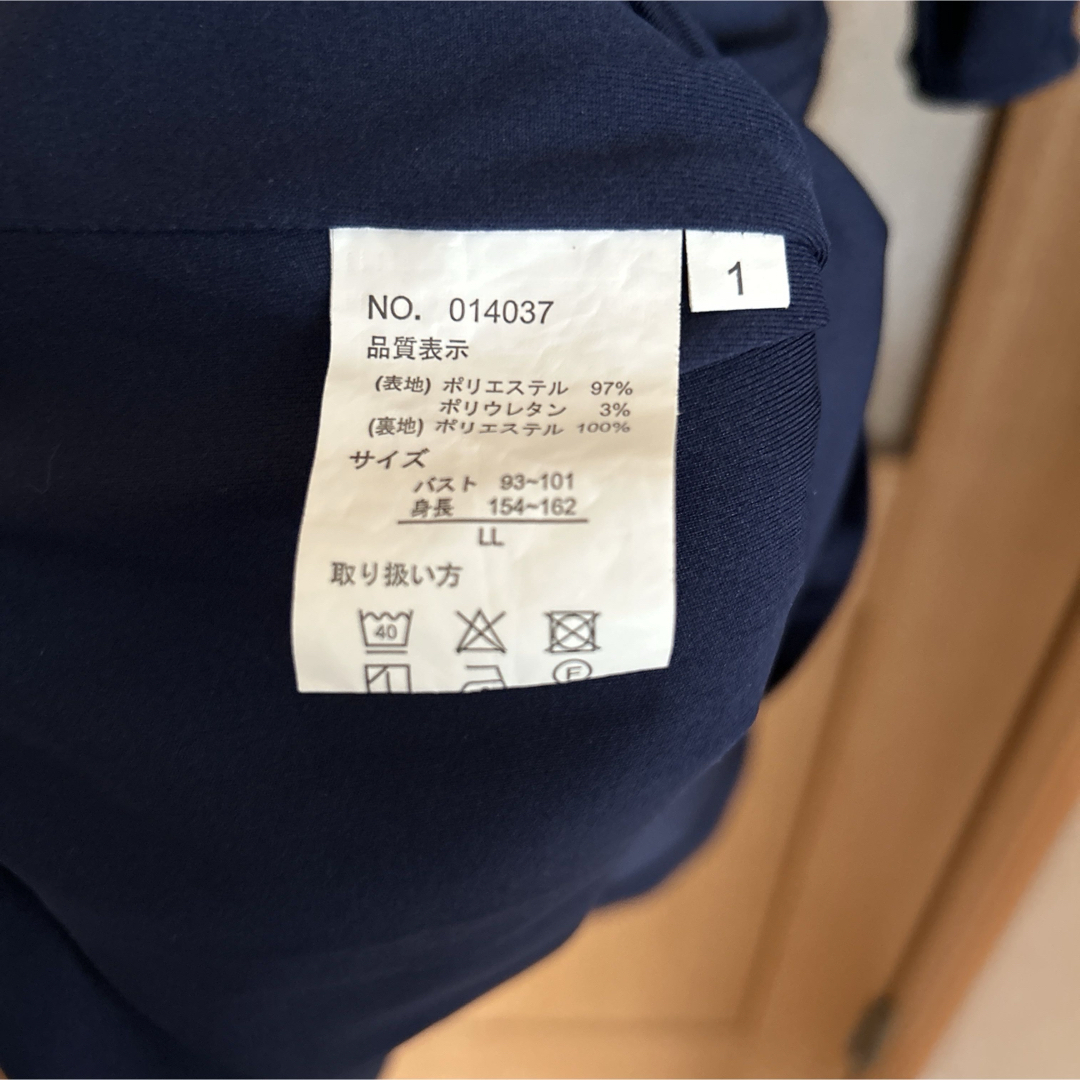 NO. 014037
品質表示
(表地) ポリエステル 97%
ポリウレタン 3%
(裏地) ポリエステル 100%
サイズ
バスト 93~101
身長 154~162
LL
取り扱い方
40
F
1